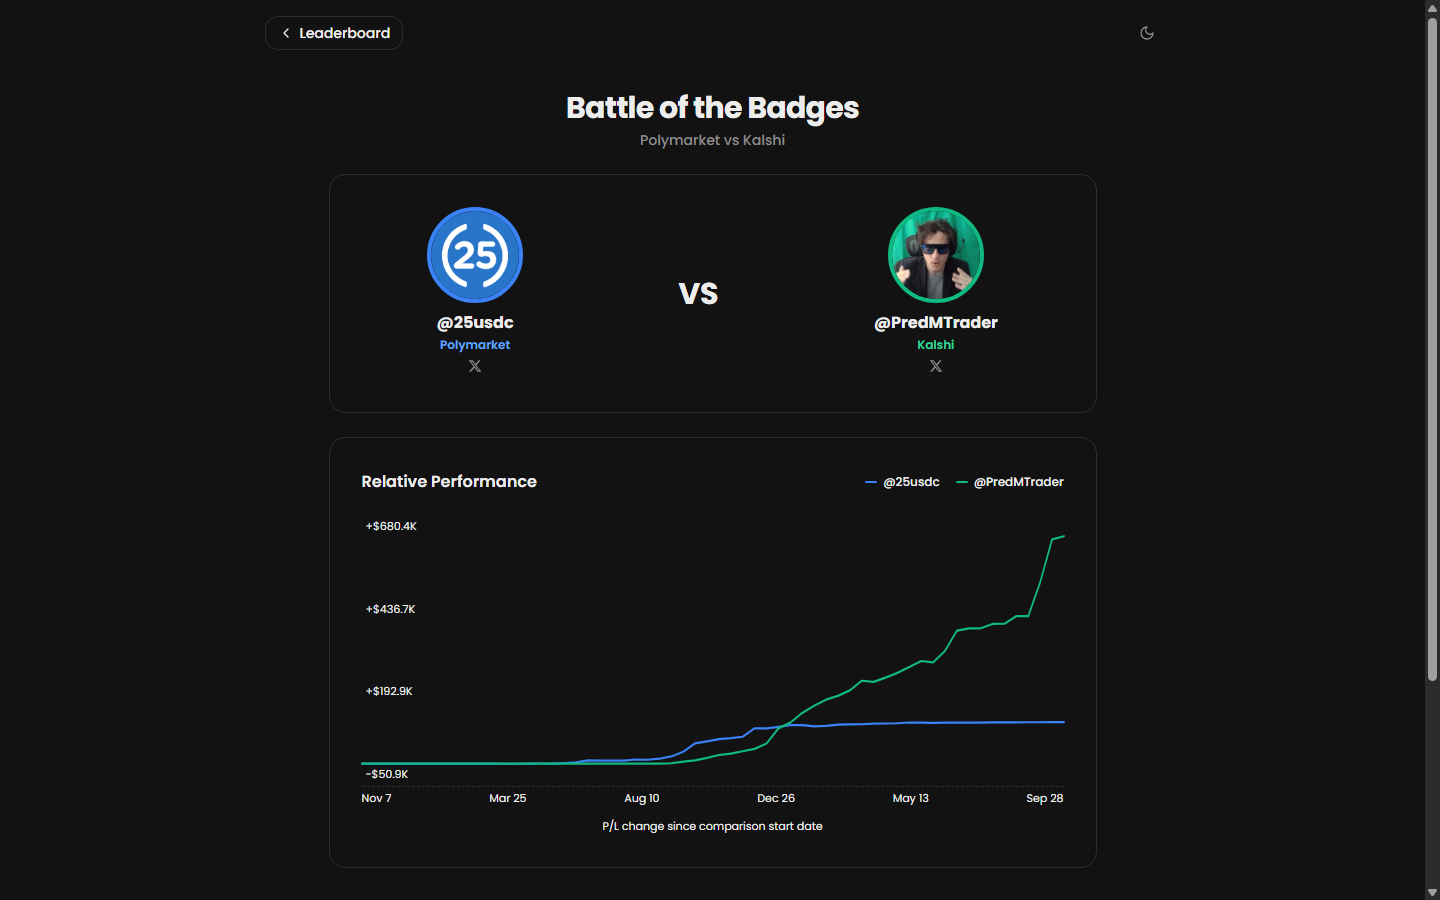 Leaderboard
Battle of the Badges
Polymarket vs Kalshi
25
@25usdc
Polymarket
VS
@PredMTrader
Kalshi
Relative Performance
@25usdc
@PredMTrader
+$680.4K
+$436.7K
+$192.9K
-$50.9K
Nov 7
Mar 25
Aug 10
Dec 26
May 13
Sep 28
P/L change since comparison start date